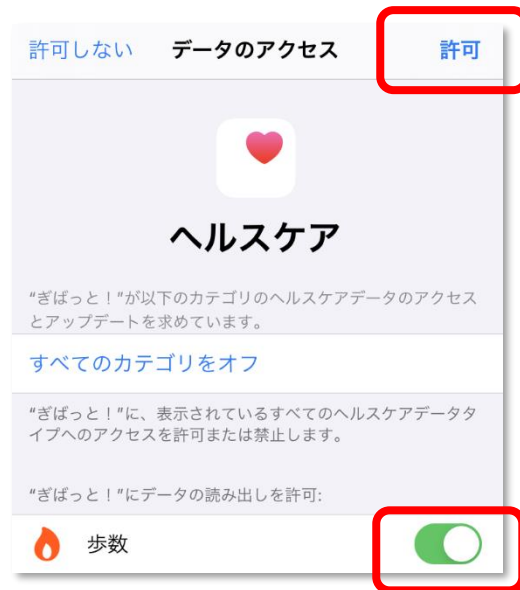 許可しない データのアクセス 許可
ヘルスケア
“ぎばっと！”が以下のカテゴリのヘルスケアデータのアクセス
とアップデートを求めています。
すべてのカテゴリをオフ
“ぎばっと！”に、表示されているすべてのヘルスケアデータタ
イプへのアクセスを許可または禁止します。
“ぎばっと！”にデータの読み出しを許可:
歩数